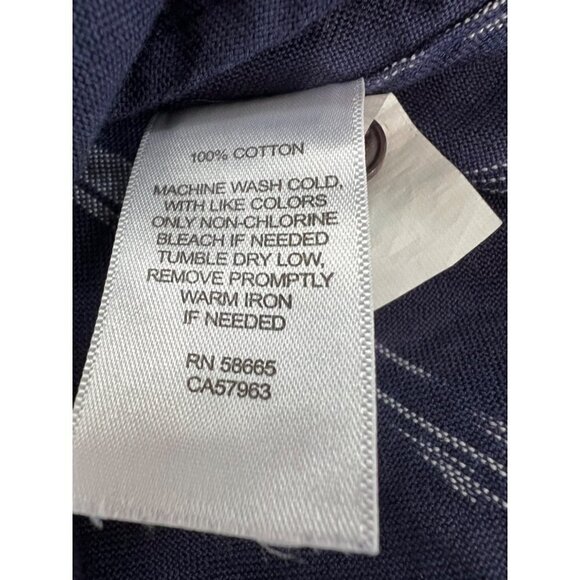 100% COTTON
MACHINE WASH COLD,
WITH LIKE COLORS
ONLY NON-CHLORINE
BLEACH IF NEEDED
TUMBLE DRY LOW,
REMOVE PROMPTLY
WARM IRON
IF NEEDED
RN 58665
CA57963